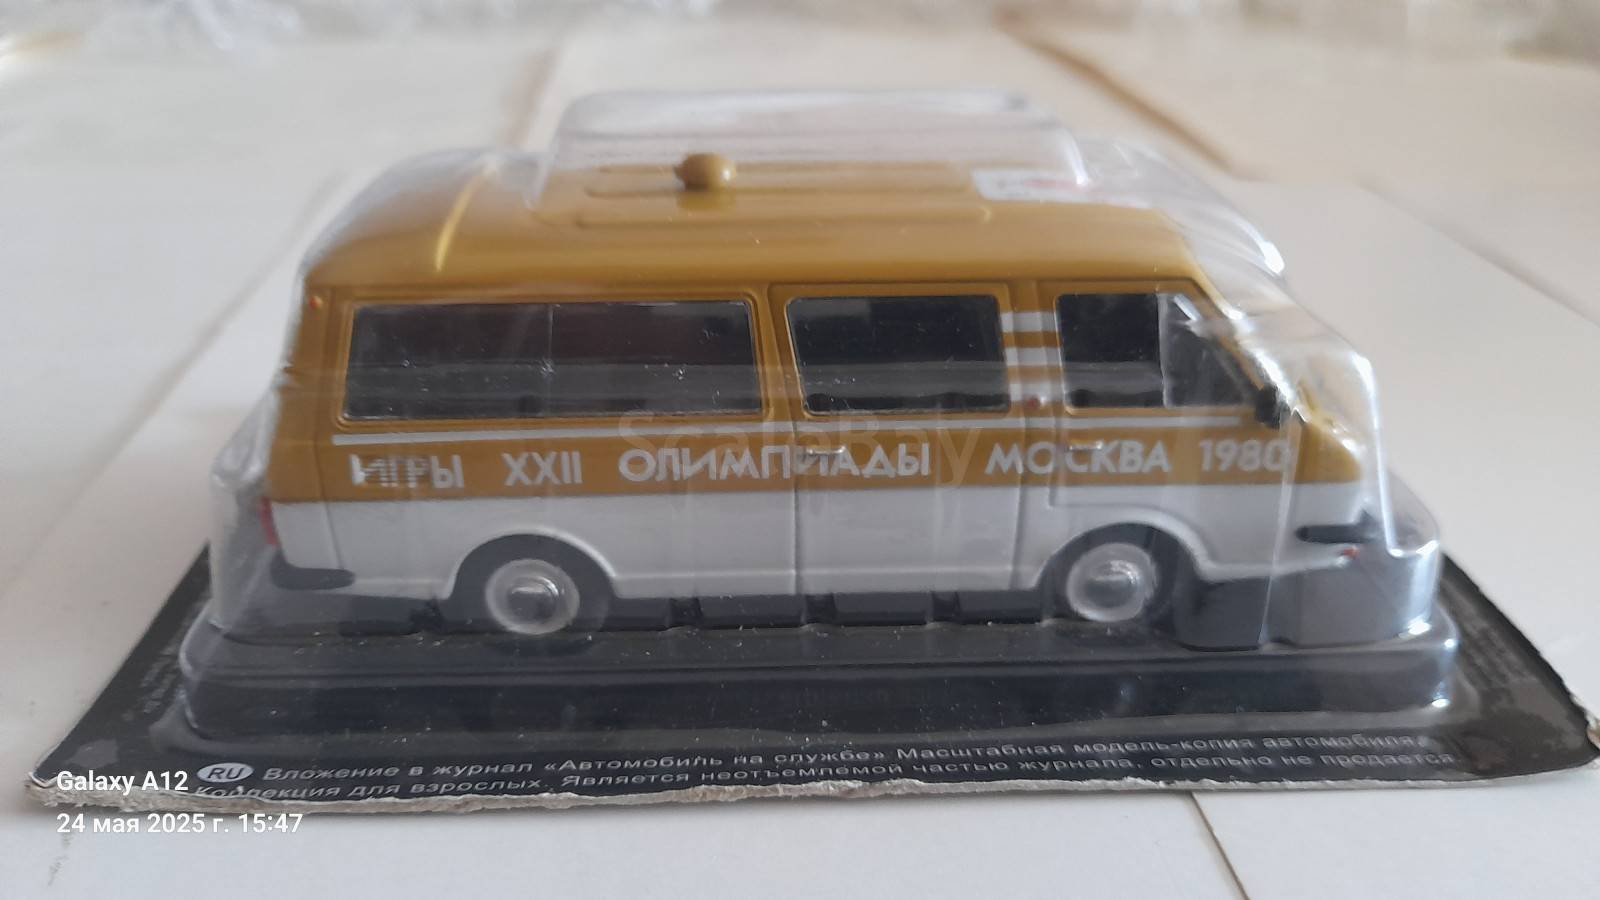 ScaleBay
ИГРЫ XXII ОЛИМПИАДЫ МОСКВА 1980
RU Вложение в журнал «Автомобиль на службе» Масштабная модель-копия автомобиля.
Коллекция для взрослых. Является неотъемлемой частью журнала, отдельно не продается.
Galaxy A12
24 мая 2025 г. 15:47